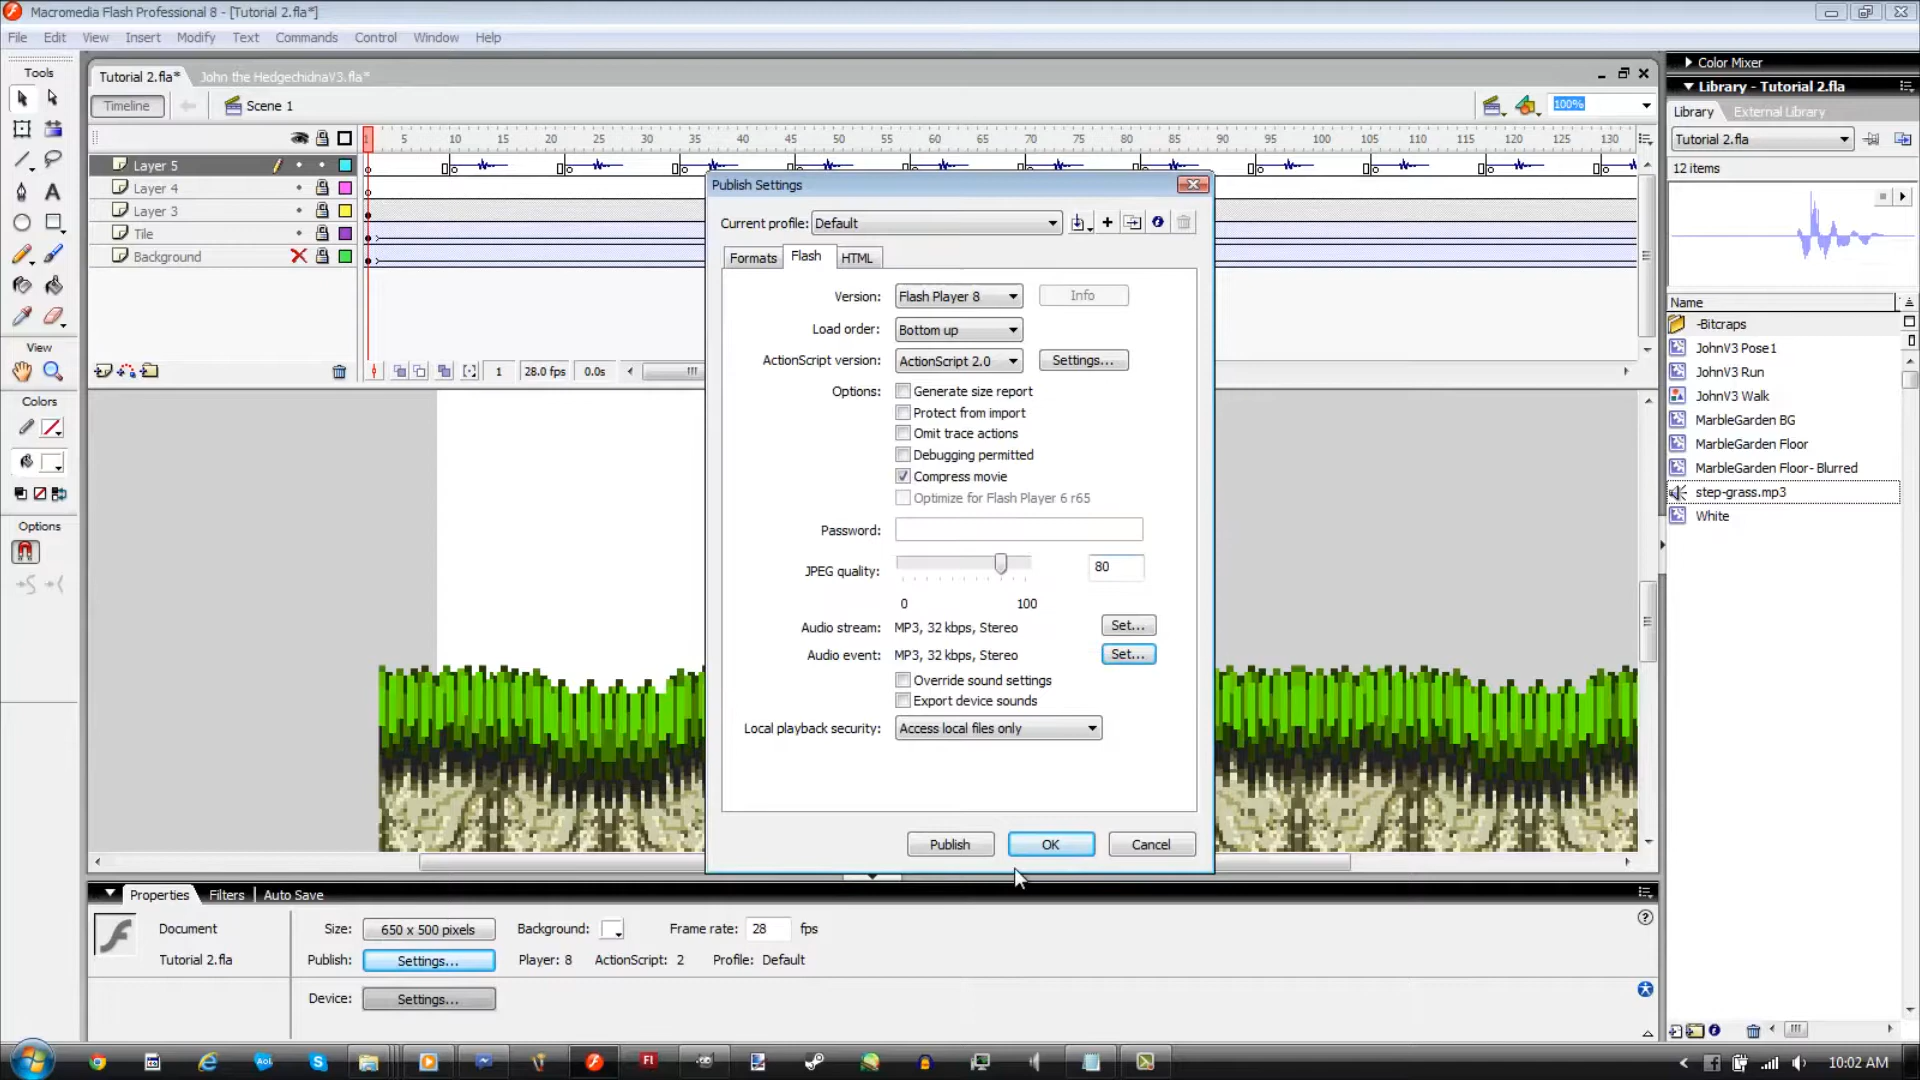 Macromedia Flash Professional 8 - [Tutorial 2.fla*]
File Edit View Insert Modify Text Commands Control Window Help
Tools
Tutorial 2.fla* John the HedgechidnaV3.fla*
Timeline Scene 1 100%
5 10 15 20 25 30 35 40 45 50 55 60 65 70 75 80 85 90 95 100 105 110 115 120 125 130
Layer 5
Layer 4
Layer 3
Tile
Background
1 28.0 fps 0.0s
View
Colors
Options
Publish Settings
Current profile: Default
Formats Flash HTML
Version: Flash Player 8 Info
Load order: Bottom up
ActionScript version: ActionScript 2.0 Settings...
Options: Generate size report
Protect from import
Omit trace actions
Debugging permitted
Compress movie
Optimize for Flash Player 6 r65
Password:
JPEG quality: 80
0 100
Audio stream: MP3, 32 kbps, Stereo Set...
Audio event: MP3, 32 kbps, Stereo Set...
Override sound settings
Export device sounds
Local playback security: Access local files only
Publish OK Cancel
Color Mixer
Library - Tutorial 2.fla
Library External Library
Tutorial 2.fla
12 items
Name
-Bitcraps
JohnV3 Pose1
JohnV3 Run
JohnV3 Walk
MarbleGarden BG
MarbleGarden Floor
MarbleGarden Floor- Blurred
step-grass.mp3
White
Properties Filters Auto Save
Document Size: 650 x 500 pixels Background: Frame rate: 28 fps
Tutorial 2.fla Publish: Settings... Player: 8 ActionScript: 2 Profile: Default
Device: Settings...
10:02 AM